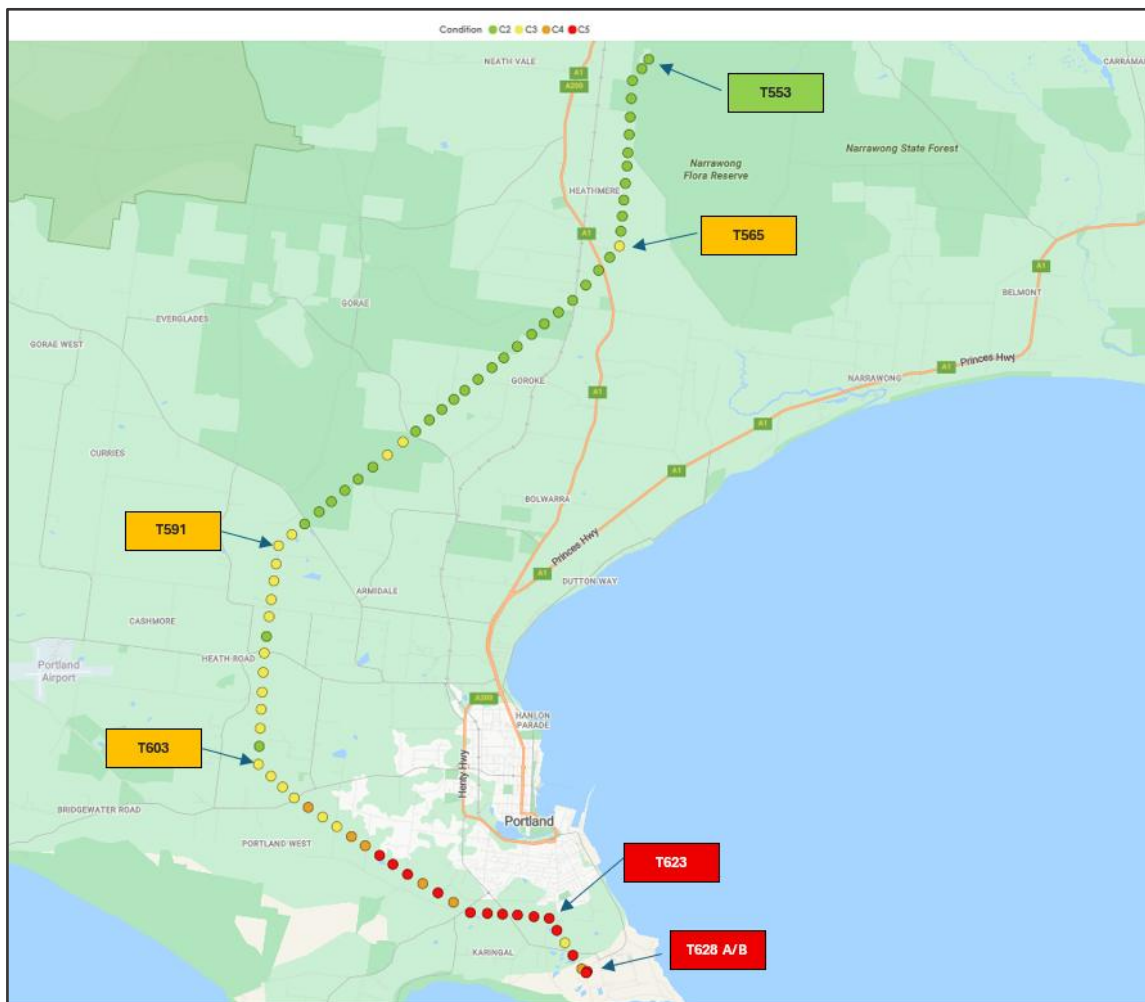 Condition C2 C3 C4 C5
NEATH VALE
CARRAMAR
A1
A200
T553
Narrawong State Forest
Narrawong
Flora Reserve
HEATHMERE
A1
T565
A1
BELMONT
GORAE
EVERGLADES
GORAE WEST
GOROKE
Princes Hwy
A1
NARRAWONG
A1
A1
CURRIES
A1
BOLWARRA
T591
Princes Hwy
A1
DUTTON WAY
ARMIDALE
CASHMORE
HEATH ROAD
Portland
Airport
A200
HANLON
PARADE
T603
Henty Hwy
BRIDGEWATER ROAD
Portland
PORTLAND WEST
T623
KARINGAL
T628 A/B